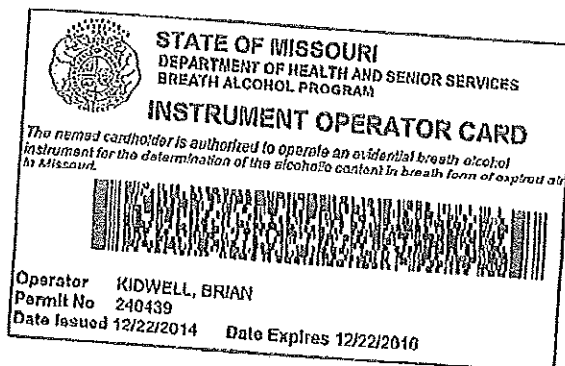 STATE OF MISSOURI
DEPARTMENT OF HEALTH AND SENIOR SERVICES
BREATH ALCOHOL PROGRAM
INSTRUMENT OPERATOR CARD
The named cardholder is authorized to operate an evidential breath alcohol
instrument for the determination of the alcoholic content in breath form of expired air
in Missouri.
Operator KIDWELL, BRIAN
Permit No 240439
Date Issued 12/22/2014 Date Expires 12/22/2016